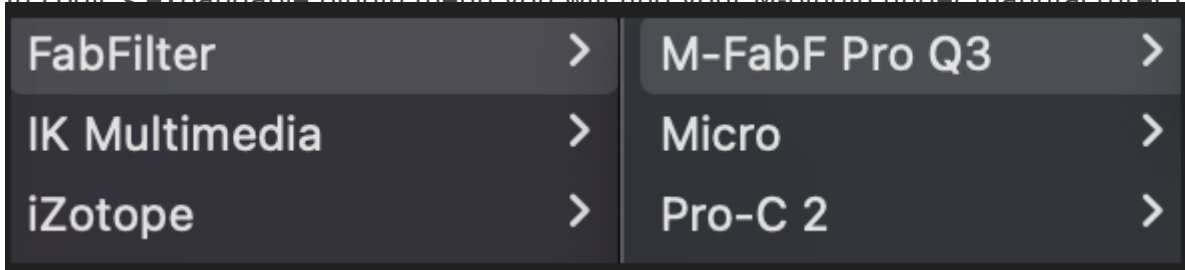 FabFilter
IK Multimedia
iZotope
M-FabF Pro Q3
Micro
Pro-C 2